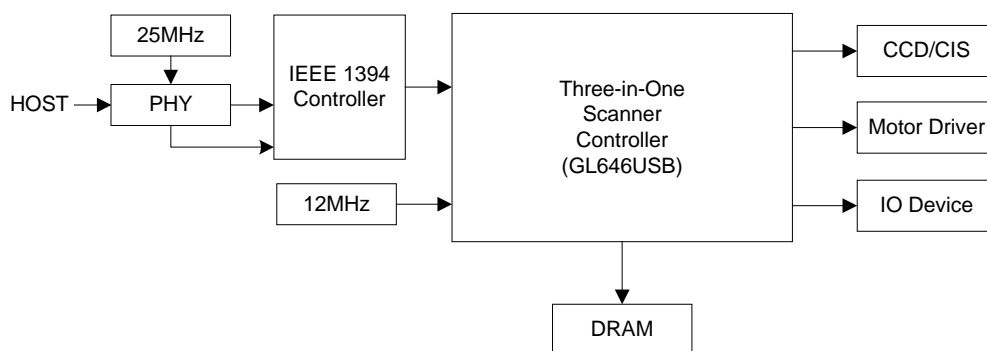 25MHz
HOST
PHY
IEEE 1394
Controller
12MHz
Three-in-One
Scanner
Controller
(GL646USB)
CCD/CIS
Motor Driver
IO Device
DRAM